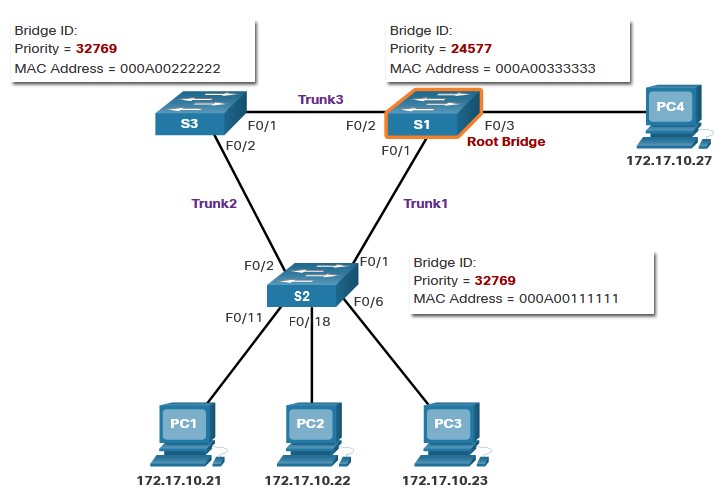 Bridge ID:
Priority = 32769
MAC Address = 000A00222222
Bridge ID:
Priority = 24577
MAC Address = 000A00333333
Trunk3
S3
F0/1
F0/2
F0/2
S1
F0/3
F0/1
Root Bridge
PC4
172.17.10.27
Trunk2
Trunk1
F0/2
F0/1
S2
F0/6
F0/11
F0/18
Bridge ID:
Priority = 32769
MAC Address = 000A00111111
PC1
PC2
PC3
172.17.10.21
172.17.10.22
172.17.10.23